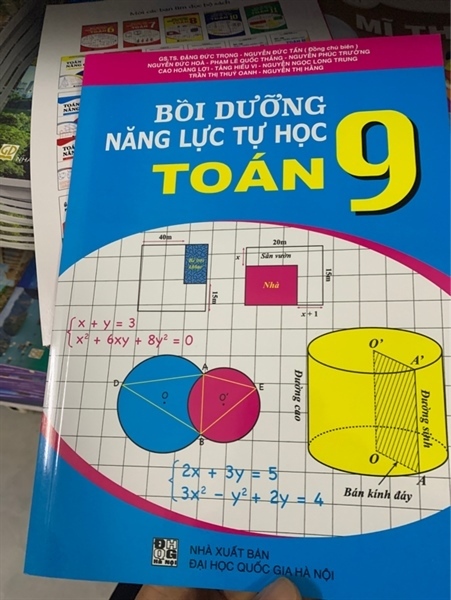 GS.TS. ĐẶNG ĐỨC TRỌNG - NGUYỄN ĐỨC TẤN (Đồng chủ biên)
NGUYỄN ĐỨC HOÀ - PHẠM LÊ QUỐC THẮNG - NGUYỄN PHÚC TRƯỜNG
CAO HOÀNG LỢI - TĂNG HIẾU VI - NGUYỄN NGỌC LONG TRUNG
TRẦN THỊ THUÝ OANH - NGUYỄN THỊ HẰNG
BỒI DƯỠNG
NĂNG LỰC TỰ HỌC
TOÁN 9
40m
15m
20m
x
Sân vườn
Nhà
15m
x + 1
x + y = 3
x² + 6xy + 8y² = 0
A
D
O
O'
E
B
O'
A'
Đường cao
Đường sinh
O
A
Bán kính đáy
2x + 3y = 5
3x² - y² + 2y = 4
HÀ NỘI
NHÀ XUẤT BẢN
ĐẠI HỌC QUỐC GIA HÀ NỘI